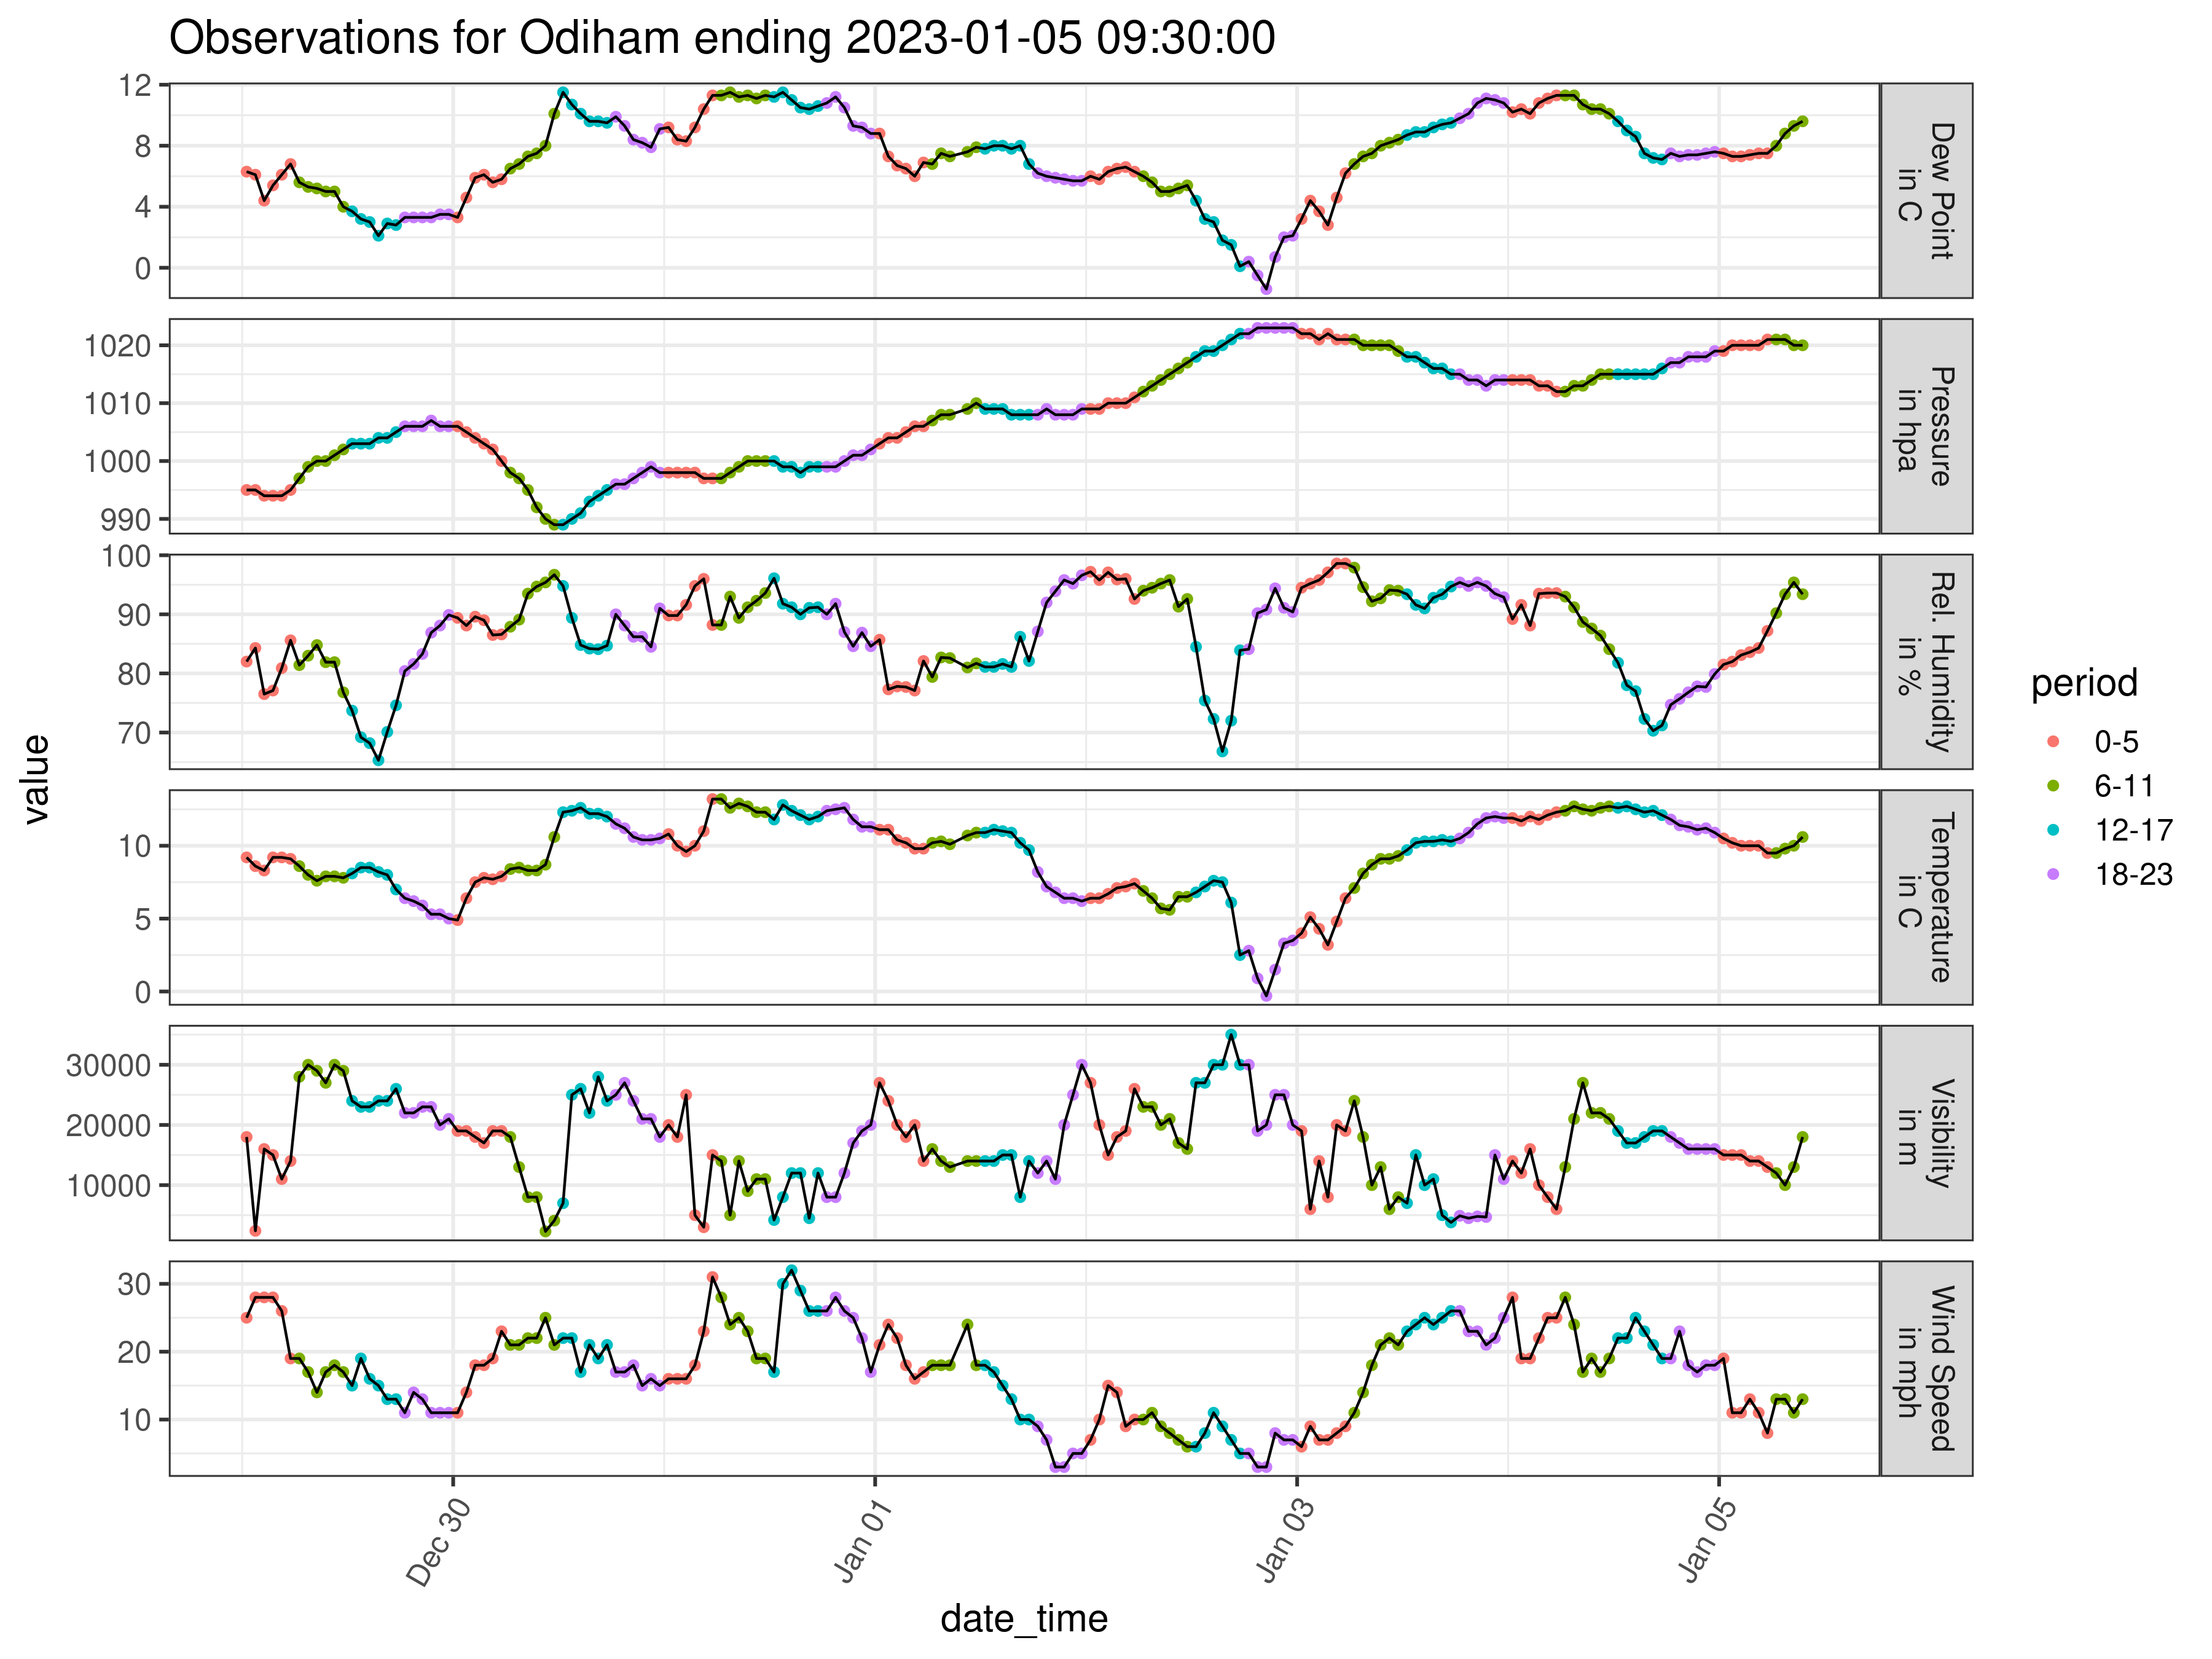 Observations for Odiham ending 2023-01-05 09:30:00
value
12
8
4
0
Dew Point
in C
1020
1010
1000
990
Pressure
in hpa
100
90
80
70
Rel. Humidity
in %
10
5
0
Temperature
in C
30000
20000
10000
Visibility
in m
30
20
10
Wind Speed
in mph
Dec 30
Jan 01
Jan 03
Jan 05
date_time
period
0-5
6-11
12-17
18-23